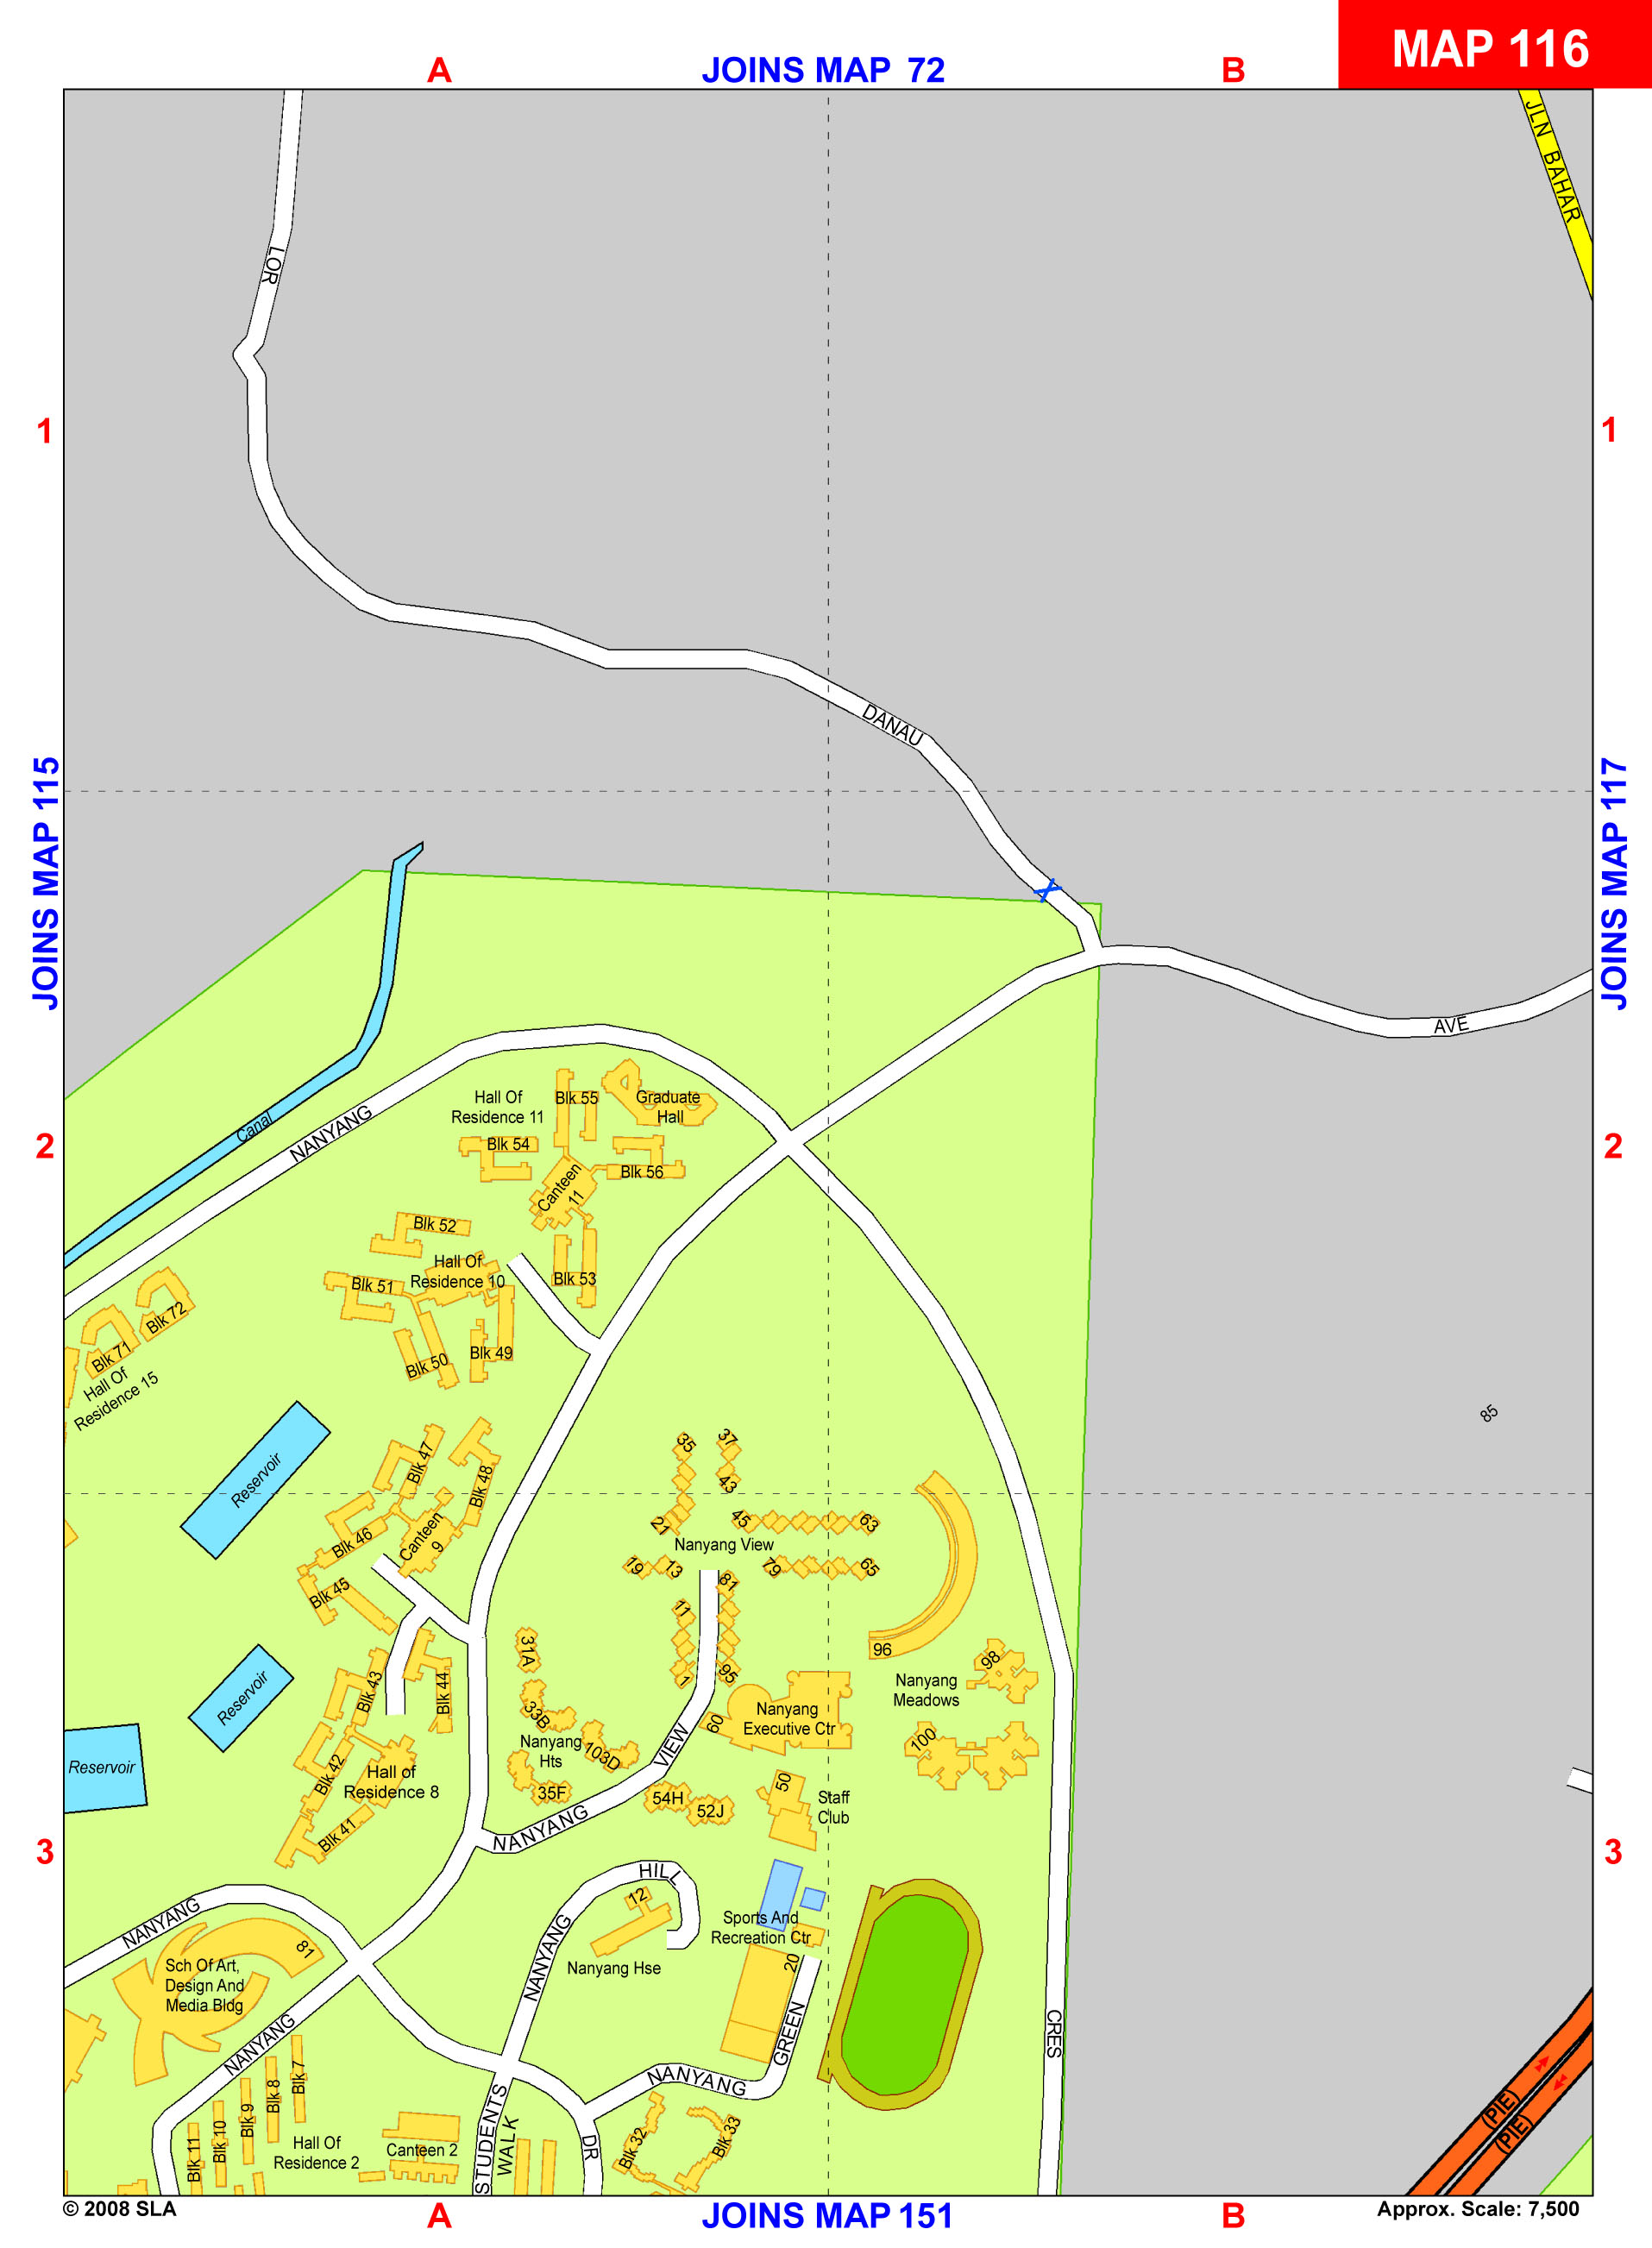 MAP 116
A
JOINS MAP 72
B
JLN BAHAR
LOR
1
1
DANAU
JOINS MAP 115
JOINS MAP 117
AVE
Canal
NANYANG
Hall Of
Residence 11
Blk 55
Graduate
Hall
Blk 54
Blk 56
Canteen
11
2
2
Blk 52
Hall Of
Residence 10
Blk 51
Blk 53
Blk 50
Blk 49
Blk 72
Blk 71
Hall Of
Residence 15
85
Reservoir
Blk 47
Blk 48
Blk 46
Canteen
9
Blk 45
35
37
43
21
45
63
Nanyang View
19
13
79
65
81
11
1
95
96
98
Nanyang
Meadows
100
31A
33B
Nanyang
Hts
103D
35F
60
Nanyang
Executive Ctr
VIEW
54H
52J
50
Staff
Club
Reservoir
Reservoir
Blk 43
Blk 44
Blk 42
Hall of
Residence 8
Blk 41
NANYANG
3
3
HILL
12
NANYANG
Nanyang Hse
Sports And
Recreation Ctr
20
NANYANG
81
Sch Of Art,
Design And
Media Bldg
NANYANG
GREEN
NANYANG
CRES
Blk 7
Blk 8
Blk 9
Blk 10
Blk 11
Hall Of
Residence 2
Canteen 2
STUDENTS
WALK
DR
Blk 32
Blk 33
(PIE)
(PIE)
© 2008 SLA
A
JOINS MAP 151
B
Approx. Scale: 7,500